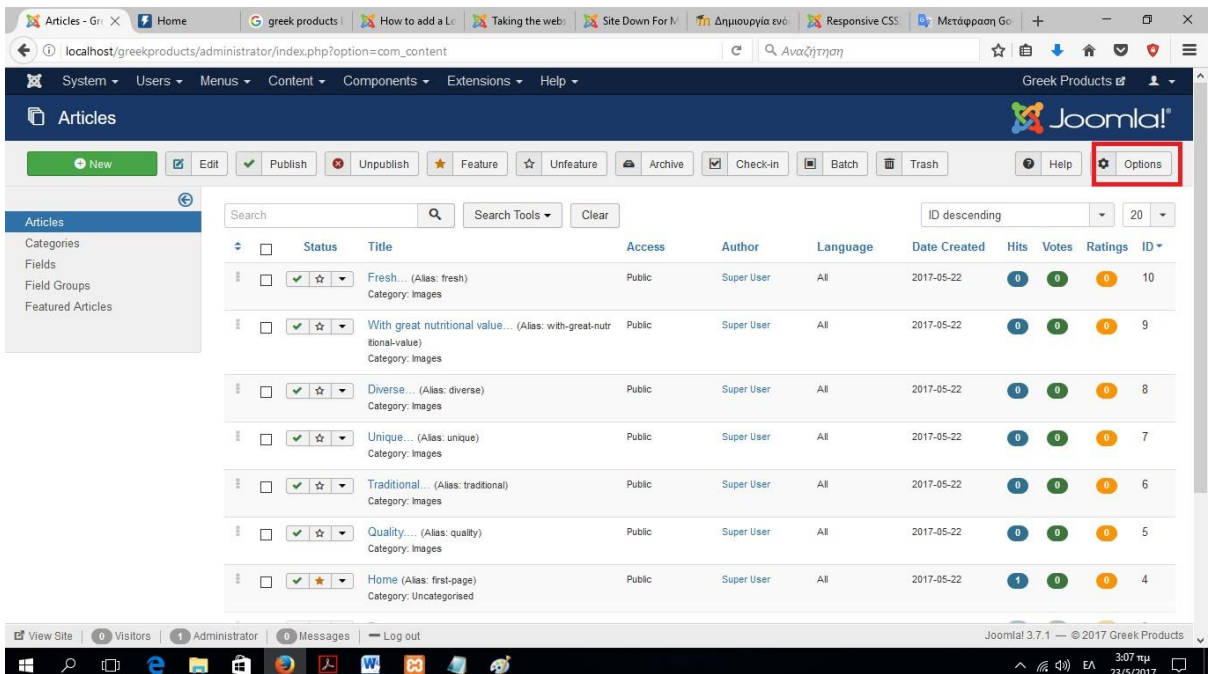 Articles - Gre
Home
greek products
How to add a Lo
Taking the webs
Site Down For M
Δημιουργία ενό
Responsive CSS
Μετάφραση Go
localhost/greekproducts/administrator/index.php?option=com_content
Αναζήτηση
System Users Menus Content Components Extensions Help
Greek Products
Articles
Joomla!®
New Edit Publish Unpublish Feature Unfeature Archive Check-in Batch Trash Help Options
Articles
Categories
Fields
Field Groups
Featured Articles
Search Search Tools Clear ID descending 20
Status Title Access Author Language Date Created Hits Votes Ratings ID
Fresh... (Alias: fresh) Public Super User All 2017-05-22 0 0 0 10
Category: Images
With great nutritional value... (Alias: with-great-nutr Public Super User All 2017-05-22 0 0 0 9
itional-value)
Category: Images
Diverse... (Alias: diverse) Public Super User All 2017-05-22 0 0 0 8
Category: Images
Unique... (Alias: unique) Public Super User All 2017-05-22 0 0 0 7
Category: Images
Traditional... (Alias: traditional) Public Super User All 2017-05-22 0 0 0 6
Category: Images
Quality.... (Alias: quality) Public Super User All 2017-05-22 0 0 0 5
Category: Images
Home (Alias: first-page) Public Super User All 2017-05-22 1 0 0 4
Category: Uncategorised
View Site 0 Visitors 1 Administrator 0 Messages Log out Joomla! 3.7.1 — © 2017 Greek Products
ΕΛ 3:07 πμ
23/5/2017